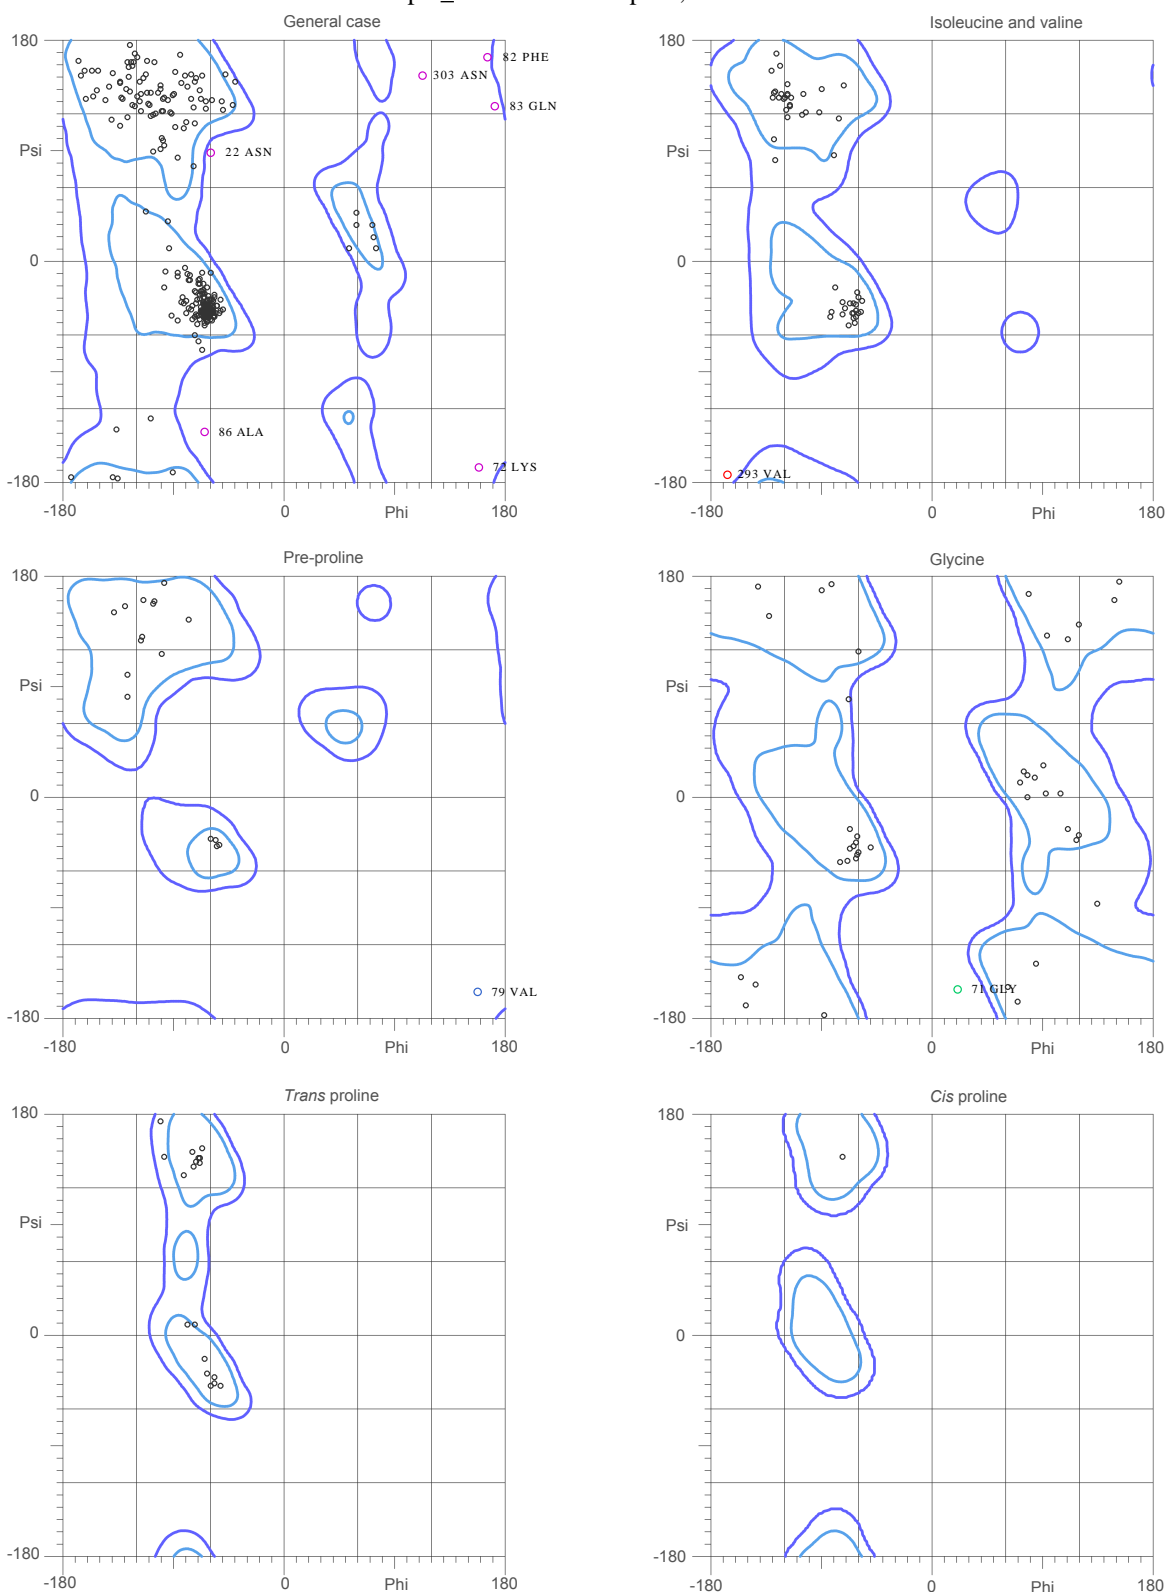 General case
180
82 PHE
303 ASN
83 GLN
Psi
22 ASN
0
86 ALA
72 LYS
-180
-180
0
Phi
180
Isoleucine and valine
180
Psi
0
293 VAL
-180
-180
0
Phi
180
Pre-proline
180
Psi
0
79 VAL
-180
-180
0
Phi
180
Glycine
180
Psi
0
71 GLY
-180
-180
0
Phi
180
Trans proline
180
Psi
0
-180
-180
0
Phi
180
Cis proline
180
Psi
0
-180
-180
0
Phi
180